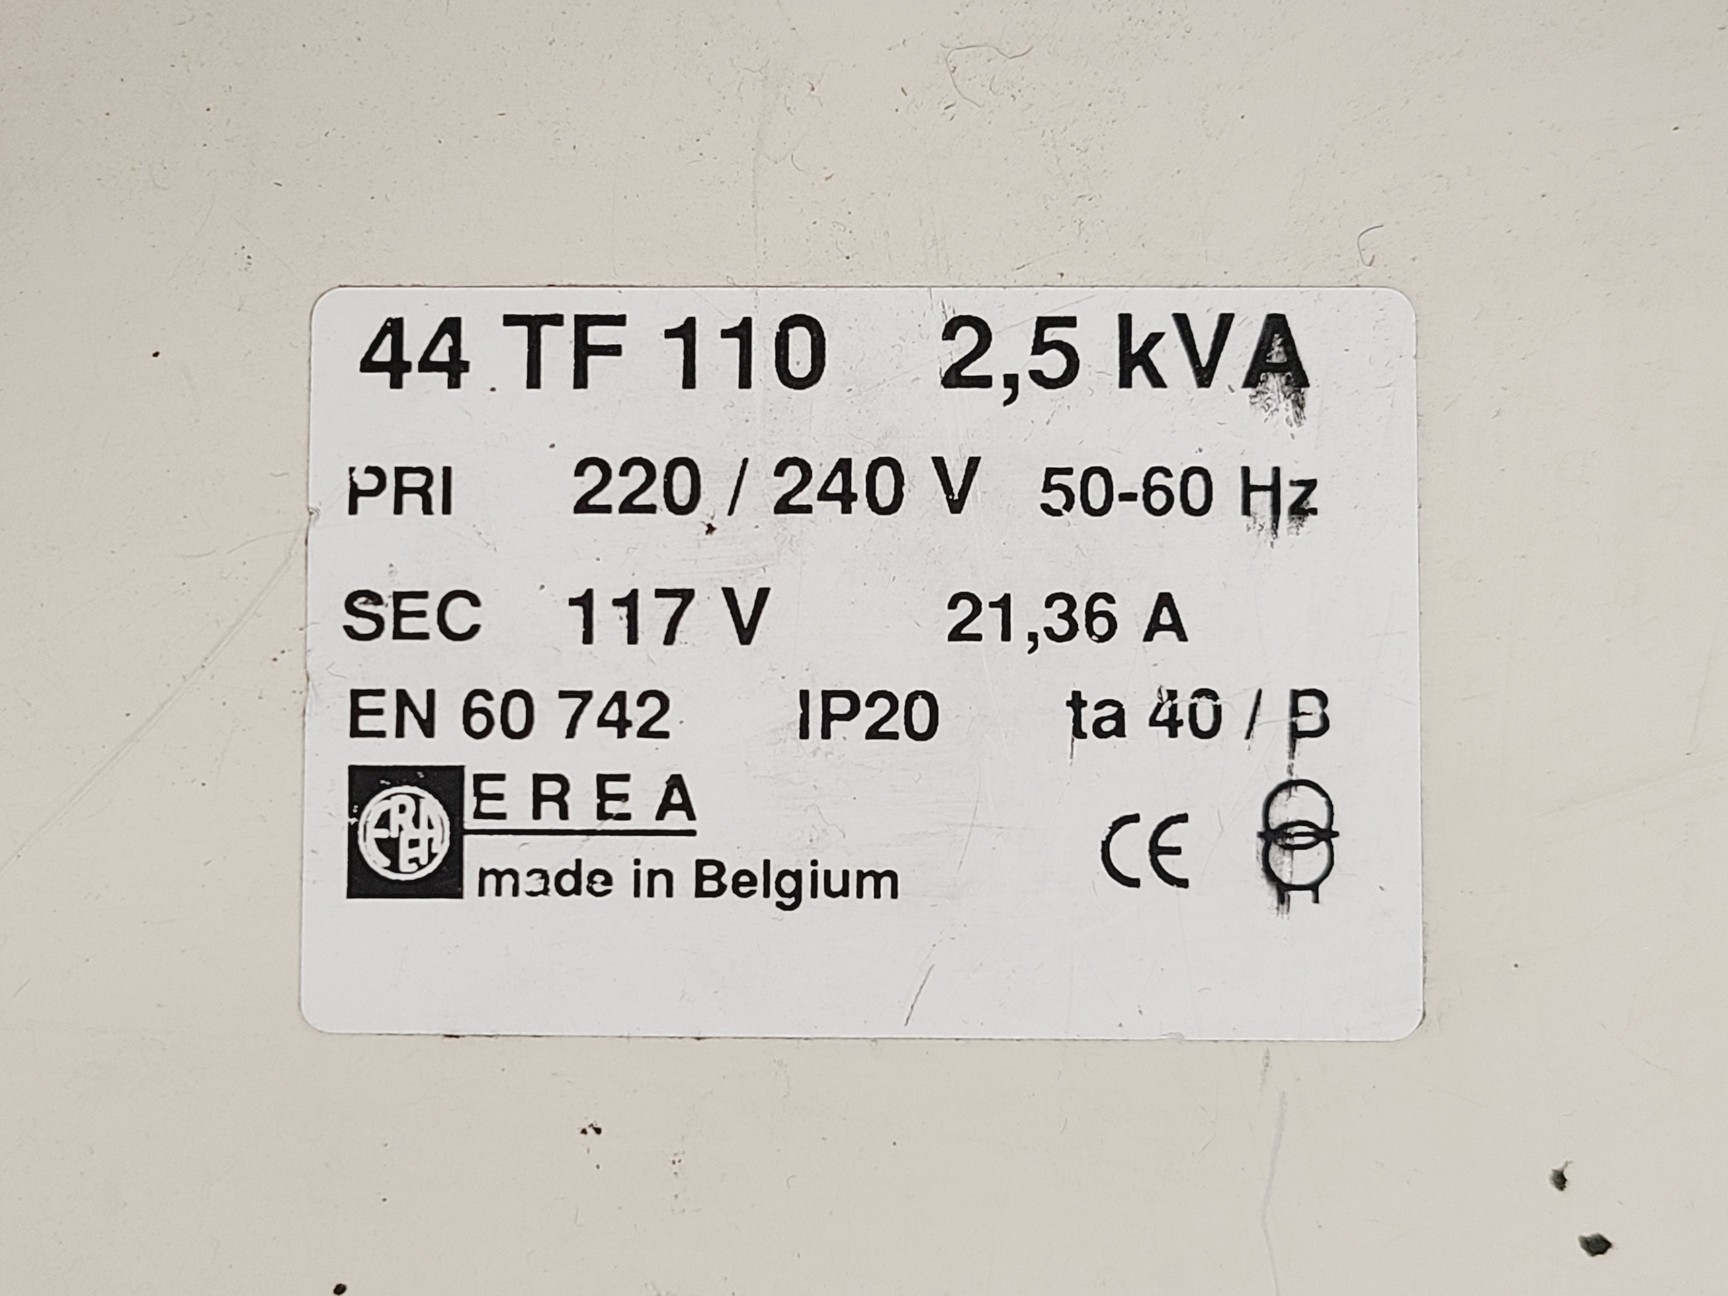 44 TF 110 2,5 kVA
PRI 220 / 240 V 50-60 Hz
SEC 117 V 21,36 A
EN 60 742 IP20 ta 40 / B
EREA
made in Belgium
CE